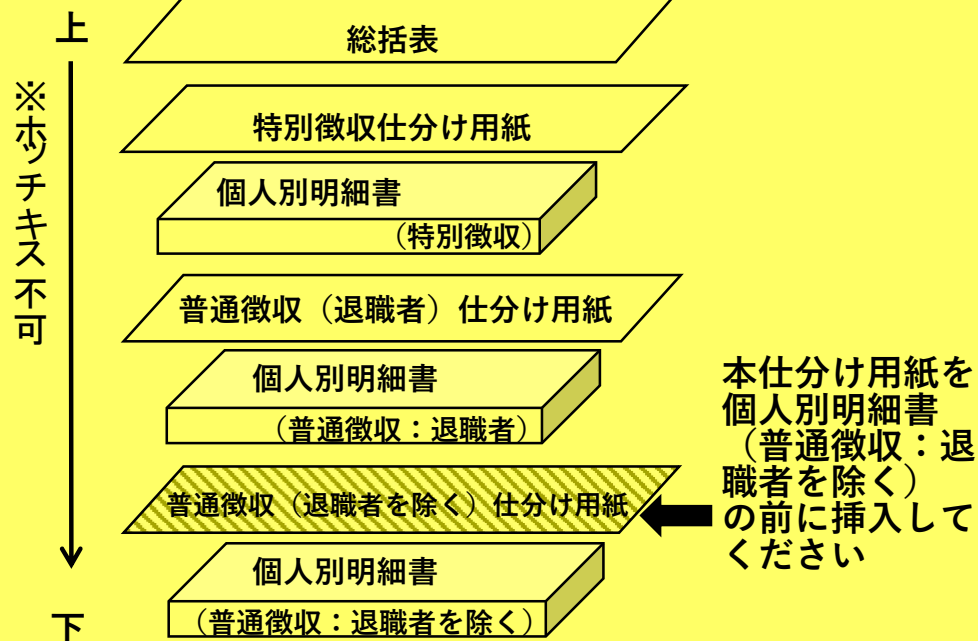 上
総括表
※ホッチキス不可
特別徴収仕分け用紙
個人別明細書
（特別徴収）
普通徴収（退職者）仕分け用紙
個人別明細書
（普通徴収：退職者）
普通徴収（退職者を除く）仕分け用紙
本仕分け用紙を
個人別明細書
（普通徴収：退
職者を除く）
の前に挿入して
ください
個人別明細書
（普通徴収：退職者を除く）
下